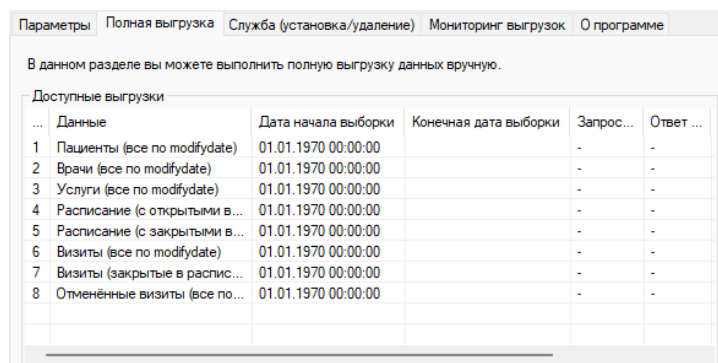 Параметры Полная выгрузка Служба (установка/удаление) Мониторинг выгрузок О программе
В данном разделе вы можете выполнить полную выгрузку данных вручную.
Доступные выгрузки
... Данные Дата начала выборки Конечная дата выборки Запрос... Ответ ...
1 Пациенты (все по modifydate) 01.01.1970 00:00:00 - -
2 Врачи (все по modifydate) 01.01.1970 00:00:00 - -
3 Услуги (все по modifydate) 01.01.1970 00:00:00 - -
4 Расписание (с открытыми в... 01.01.1970 00:00:00 - -
5 Расписание (с закрытыми в... 01.01.1970 00:00:00 - -
6 Визиты (все по modifydate) 01.01.1970 00:00:00 - -
7 Визиты (закрытые в распис... 01.01.1970 00:00:00 - -
8 Отменённые визиты (все по... 01.01.1970 00:00:00 - -